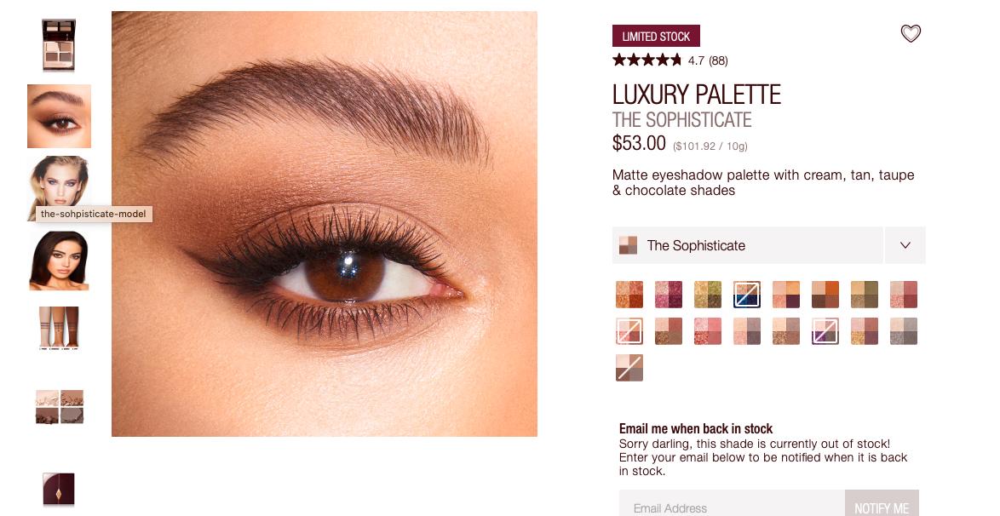 LIMITED STOCK
4.7 (88)
LUXURY PALETTE
THE SOPHISTICATE
$53.00 ($101.92 / 10g)
Matte eyeshadow palette with cream, tan, taupe
& chocolate shades
the-sohpisticate-model
The Sophisticate
Email me when back in stock
Sorry darling, this shade is currently out of stock!
Enter your email below to be notified when it is back
in stock.
Email Address
NOTIFY ME